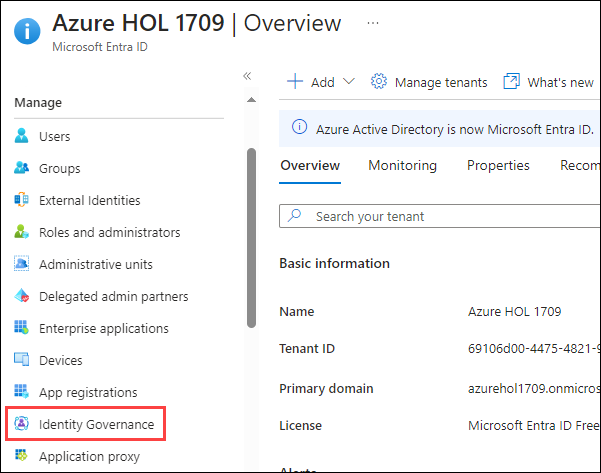 Azure HOL 1709 | Overview ...
Microsoft Entra ID
Manage
Users
Groups
External Identities
Roles and administrators
Administrative units
Delegated admin partners
Enterprise applications
Devices
App registrations
Identity Governance
Application proxy
Add Manage tenants What's new
Azure Active Directory is now Microsoft Entra ID.
Overview Monitoring Properties Recom
Search your tenant
Basic information
Name Azure HOL 1709
Tenant ID 69106d00-4475-4821-9
Primary domain azurehol1709.onmicros
License Microsoft Entra ID Free